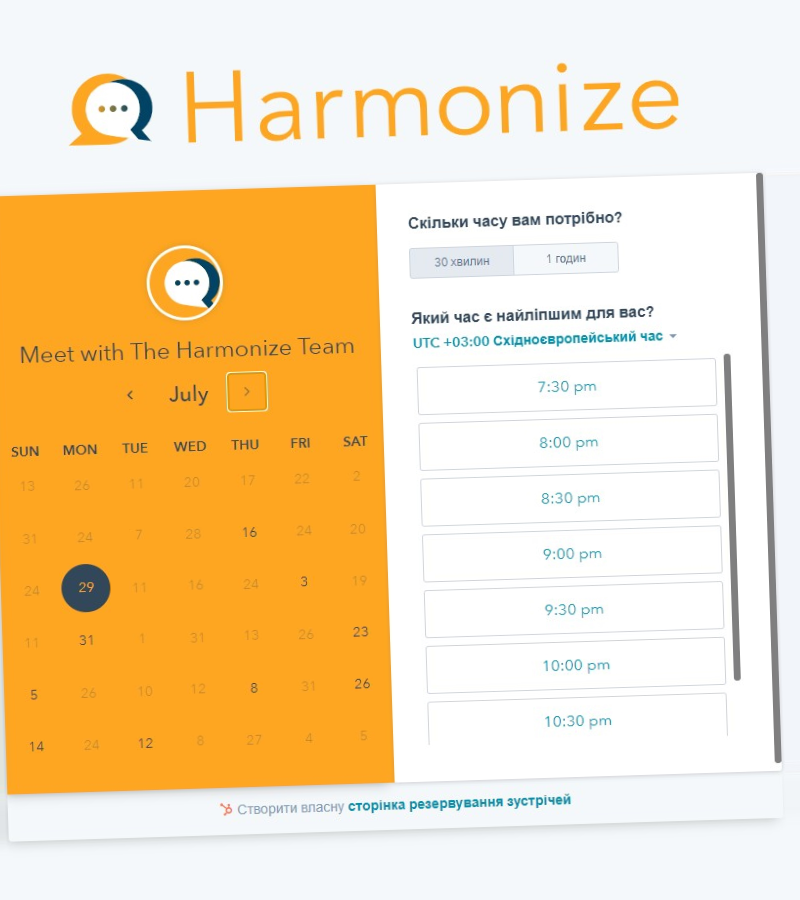 Harmonize
Meet with The Harmonize Team
July
SUN MON TUE WED THU FRI SAT
13 26 11 20 17 22 2
31 24 7 28 16 24 20
24 29 11 16 24 3 19
11 31 1 31 13 26 23
5 26 10 12 8 31 26
14 24 12 8 27 4 5
Скільки часу вам потрібно?
30 хвилин 1 годин
Який час є найліпшим для вас?
UTC +03:00 Східноєвропейський час
7:30 pm
8:00 pm
8:30 pm
9:00 pm
9:30 pm
10:00 pm
10:30 pm
Створити власну сторінка резервування зустрічей